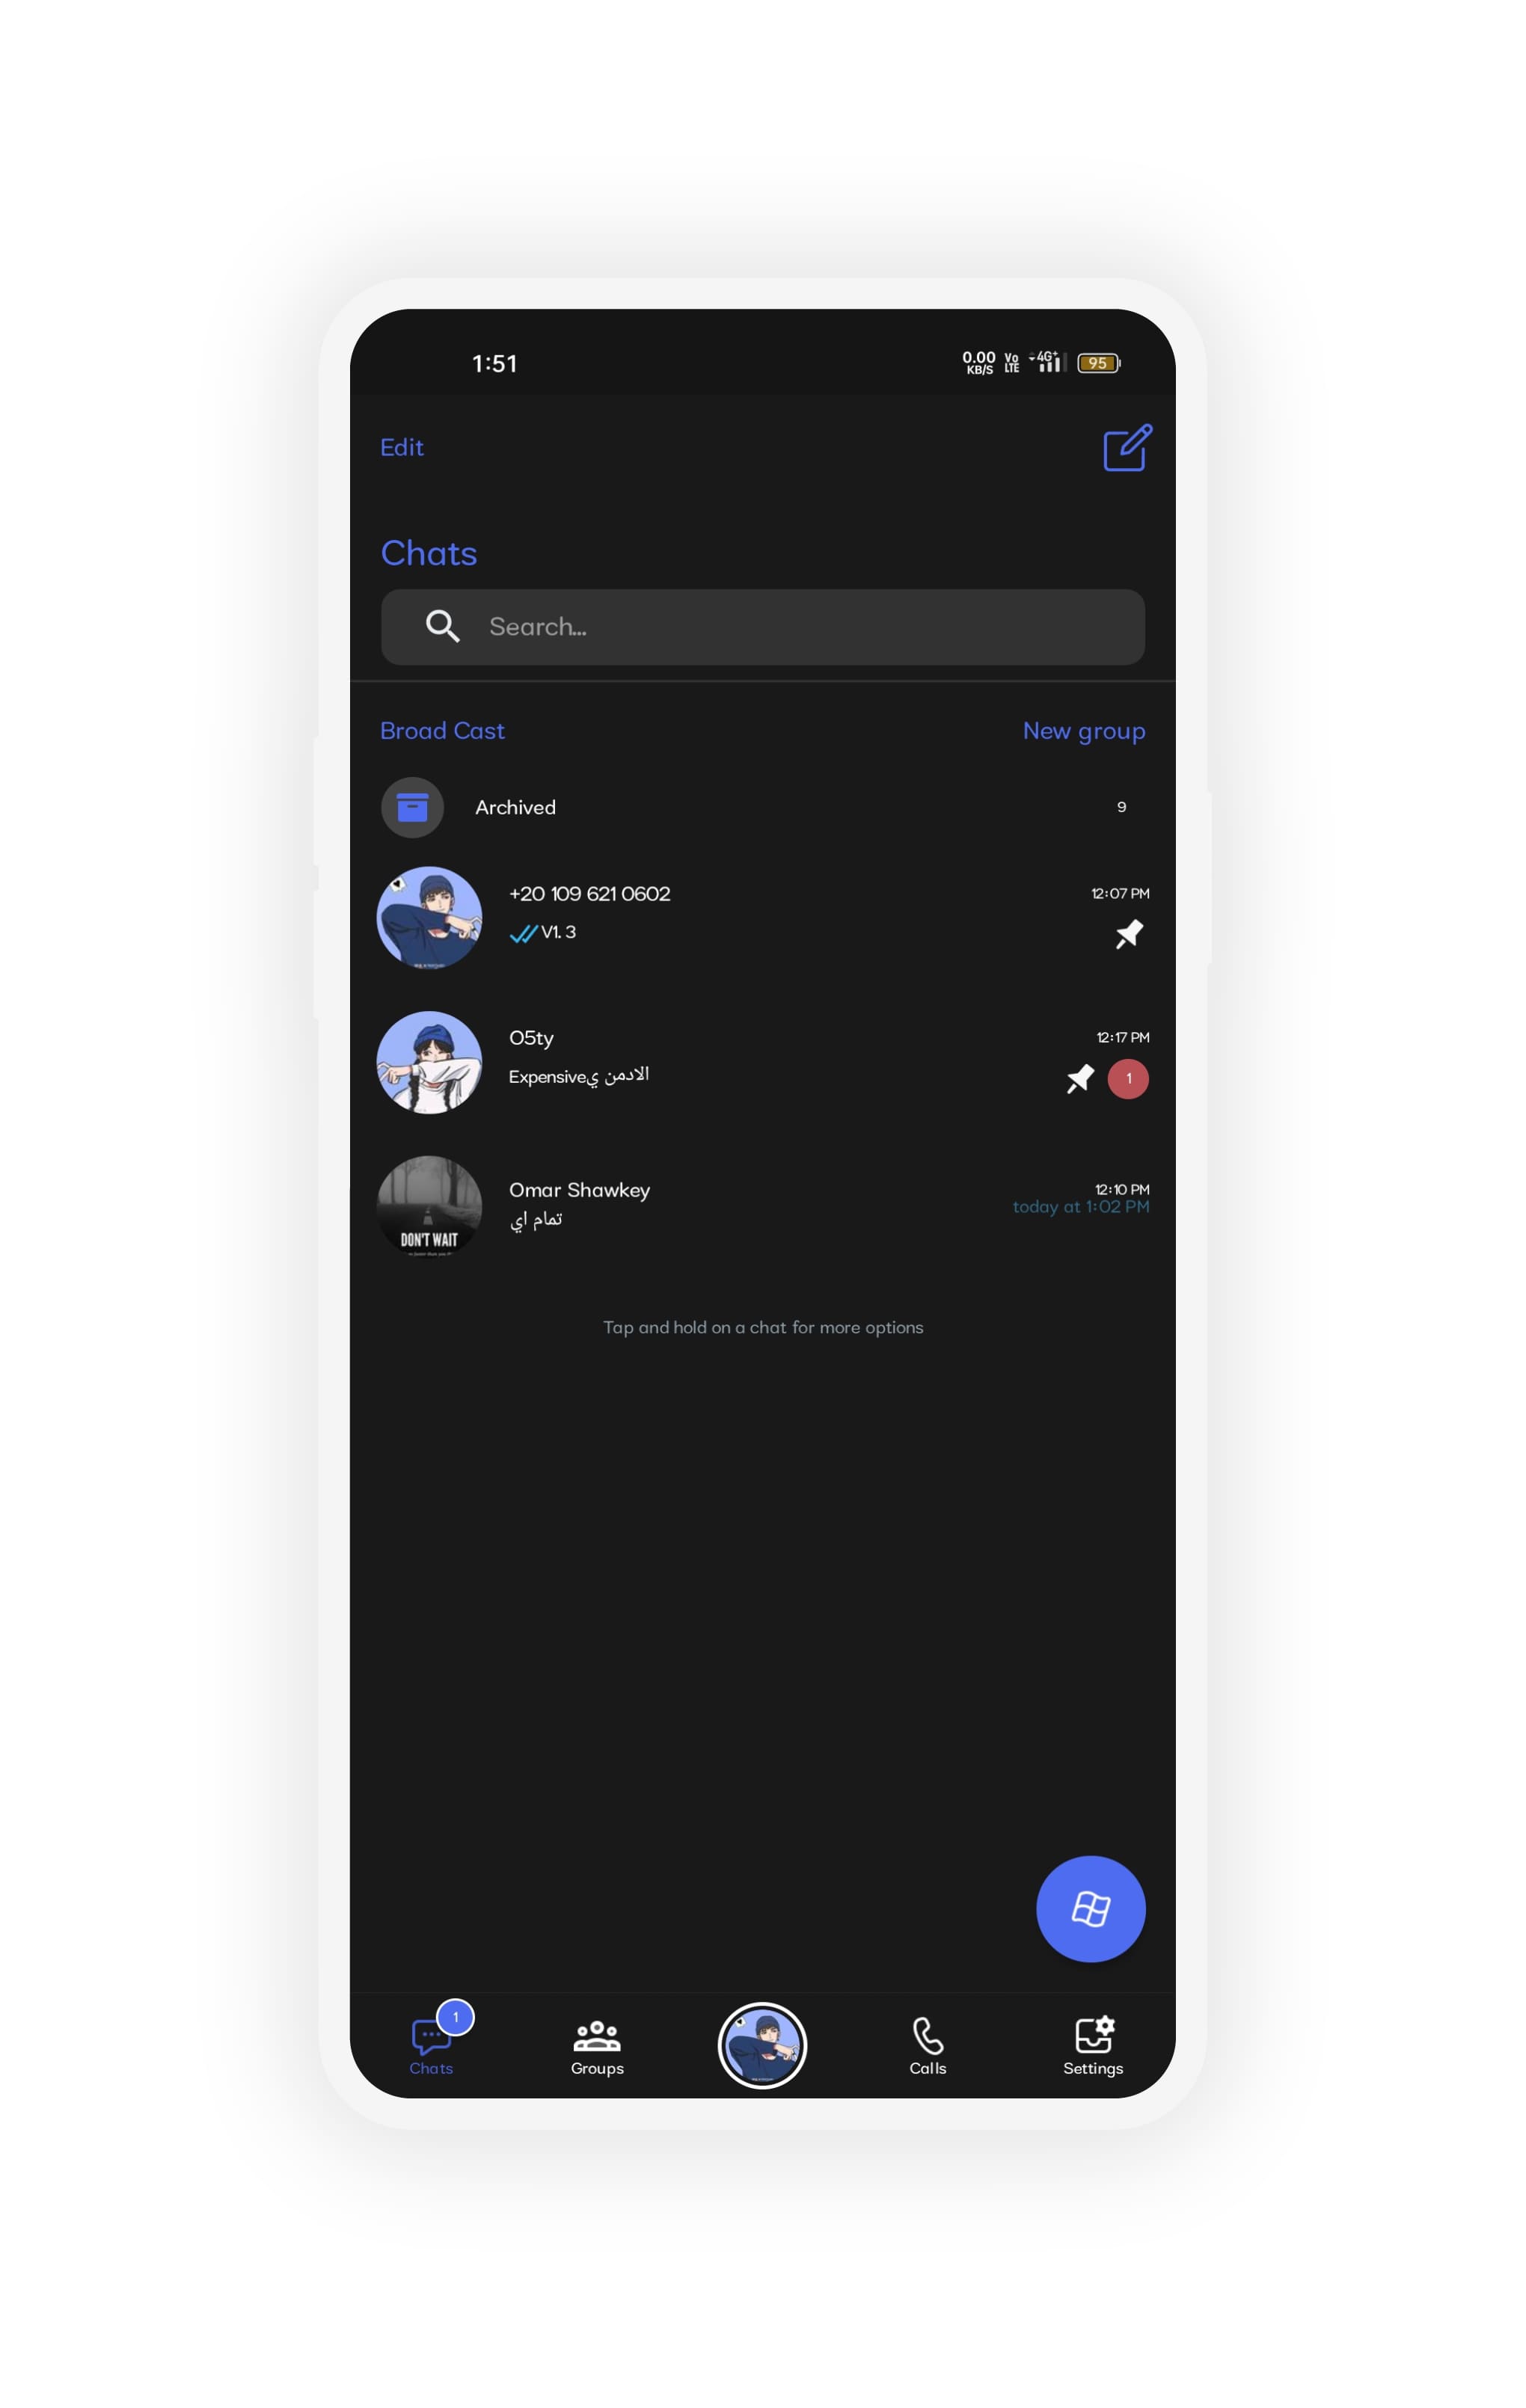 1:51
0.00 KB/S Vo LTE 4G+ 95
Edit
Chats
Search...
Broad Cast New group
Archived 9
+20 109 621 0602 12:07 PM
V1. 3
O5ty 12:17 PM
Expensiveالادمن ي 1
Omar Shawkey 12:10 PM
today at 1:02 PM
تمام اي
DON'T WAIT
Tap and hold on a chat for more options
1
Chats Groups Calls Settings